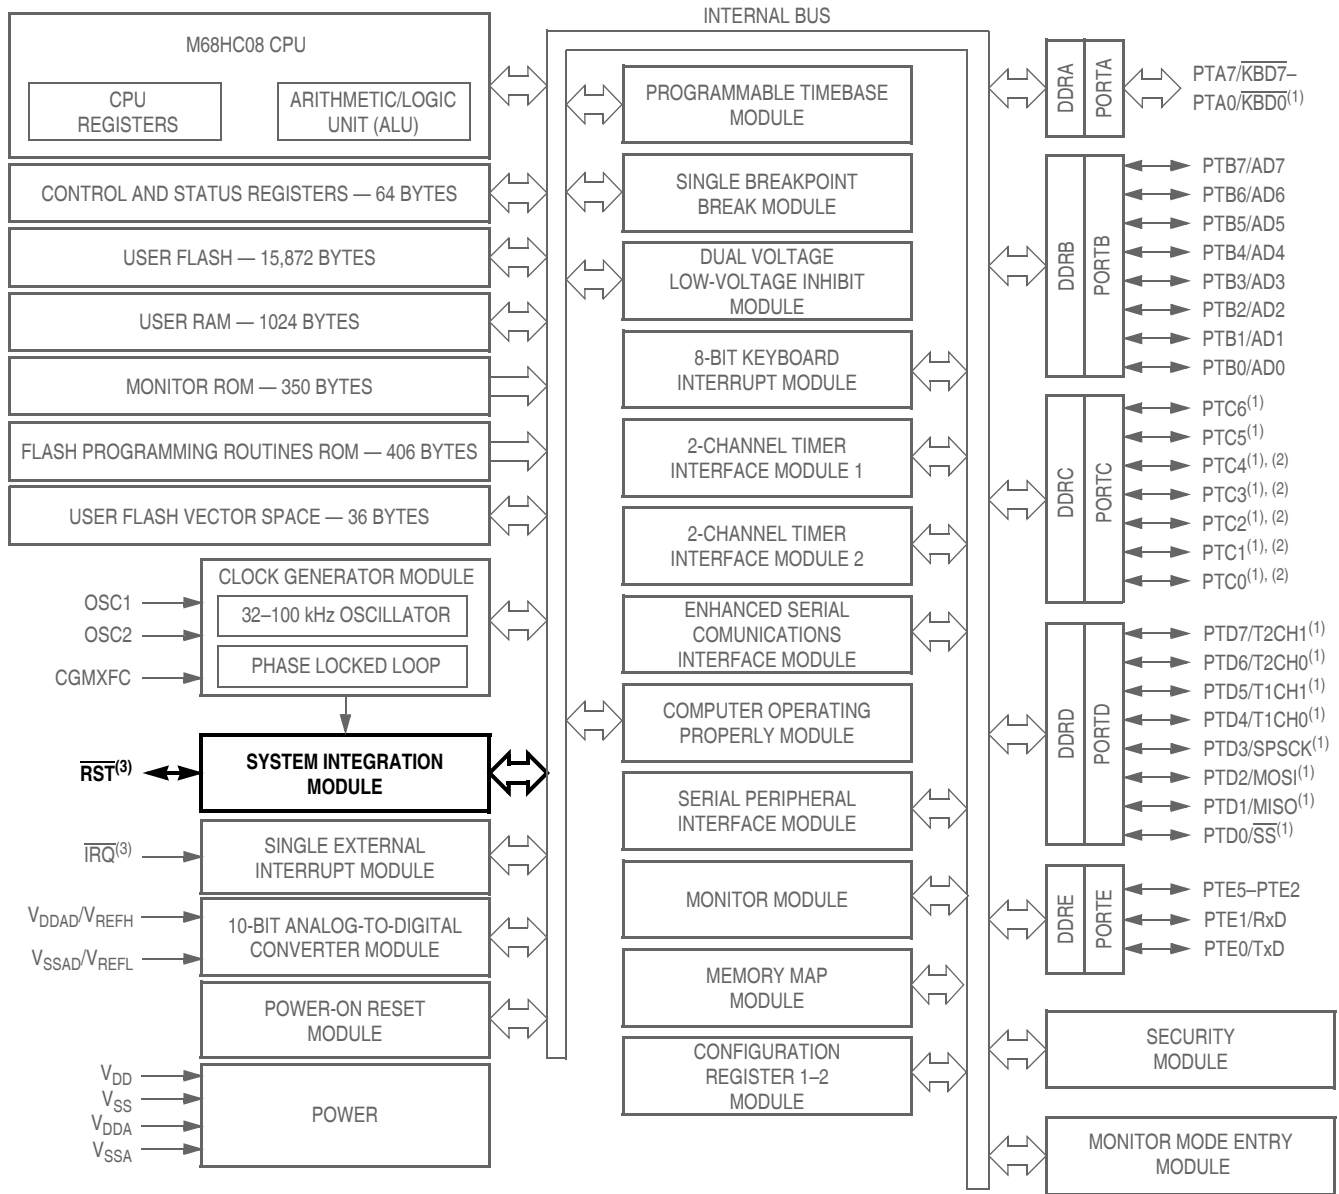 INTERNAL BUS
M68HC08 CPU
CPU
REGISTERS
ARITHMETIC/LOGIC
UNIT (ALU)
CONTROL AND STATUS REGISTERS — 64 BYTES
USER FLASH — 15,872 BYTES
USER RAM — 1024 BYTES
MONITOR ROM — 350 BYTES
FLASH PROGRAMMING ROUTINES ROM — 406 BYTES
USER FLASH VECTOR SPACE — 36 BYTES
CLOCK GENERATOR MODULE
32–100 kHz OSCILLATOR
PHASE LOCKED LOOP
OSC1
OSC2
CGMXFC
SYSTEM INTEGRATION
MODULE
RST(3)
SINGLE EXTERNAL
INTERRUPT MODULE
IRQ(3)
10-BIT ANALOG-TO-DIGITAL
CONVERTER MODULE
VDDAD/VREFH
VSSAD/VREFL
POWER-ON RESET
MODULE
POWER
VDD
VSS
VDDA
VSSA
PROGRAMMABLE TIMEBASE
MODULE
SINGLE BREAKPOINT
BREAK MODULE
DUAL VOLTAGE
LOW-VOLTAGE INHIBIT
MODULE
8-BIT KEYBOARD
INTERRUPT MODULE
2-CHANNEL TIMER
INTERFACE MODULE 1
2-CHANNEL TIMER
INTERFACE MODULE 2
ENHANCED SERIAL
COMUNICATIONS
INTERFACE MODULE
COMPUTER OPERATING
PROPERLY MODULE
SERIAL PERIPHERAL
INTERFACE MODULE
MONITOR MODULE
MEMORY MAP
MODULE
CONFIGURATION
REGISTER 1–2
MODULE
DDRA
PORTA
PTA7/KBD7–
PTA0/KBD0(1)
DDRB
PORTB
PTB7/AD7
PTB6/AD6
PTB5/AD5
PTB4/AD4
PTB3/AD3
PTB2/AD2
PTB1/AD1
PTB0/AD0
DDRC
PORTC
PTC6(1)
PTC5(1)
PTC4(1), (2)
PTC3(1), (2)
PTC2(1), (2)
PTC1(1), (2)
PTC0(1), (2)
DDRD
PORTD
PTD7/T2CH1(1)
PTD6/T2CH0(1)
PTD5/T1CH1(1)
PTD4/T1CH0(1)
PTD3/SPSCK(1)
PTD2/MOSI(1)
PTD1/MISO(1)
PTD0/SS(1)
DDRE
PORTE
PTE5–PTE2
PTE1/RxD
PTE0/TxD
SECURITY
MODULE
MONITOR MODE ENTRY
MODULE